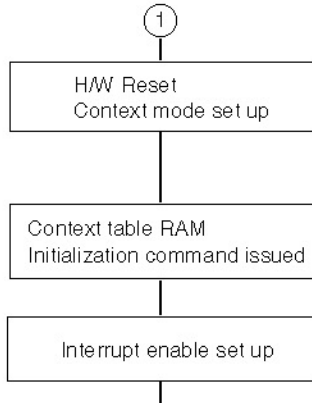 1
H/W Reset
Context mode set up
Context table RAM
Initialization command issued
Interrupt enable set up